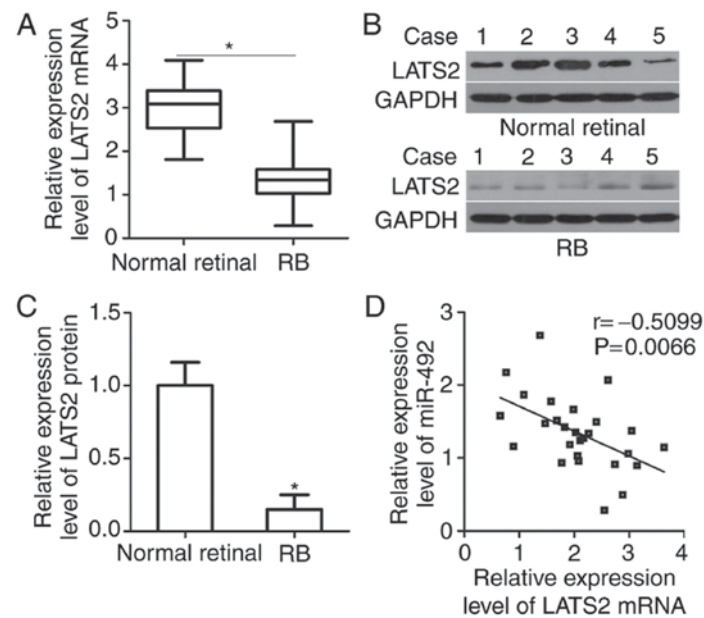 A
Relative expression
level of LATS2 mRNA
5
4
3
2
1
0
*
Normal retinal RB
B
Case 1 2 3 4 5
LATS2
GAPDH
Normal retinal
Case 1 2 3 4 5
LATS2
GAPDH
RB
C
Relative expression
level of LATS2 protein
1.5
1.0
0.5
0.0
*
Normal retinal RB
D
Relative expression
level of miR-492
3
2
1
0
r= −0.5099
P=0.0066
0 1 2 3 4
Relative expression
level of LATS2 mRNA